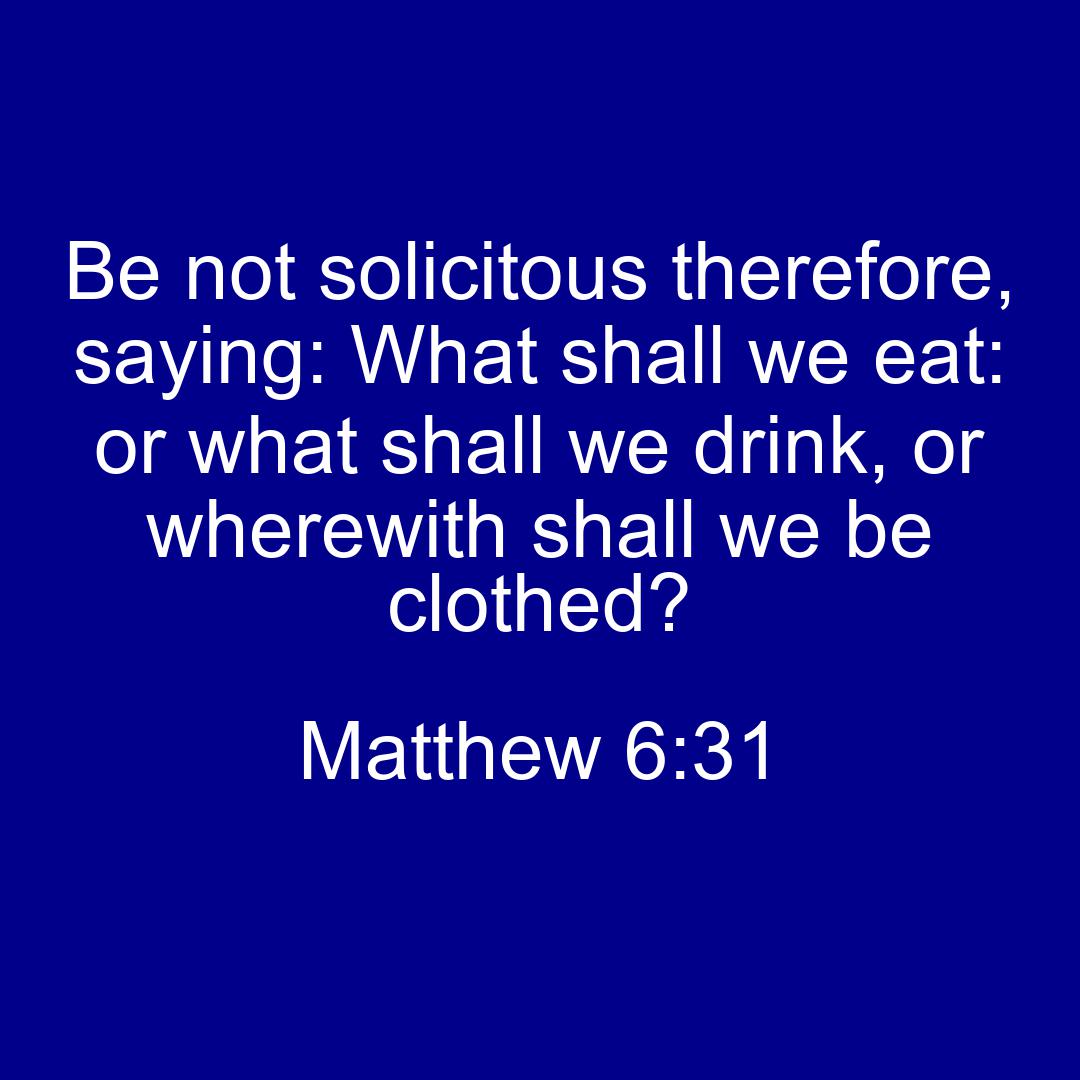 Be not solicitous therefore,
saying: What shall we eat:
or what shall we drink, or
wherewith shall we be
clothed?
Matthew 6:31